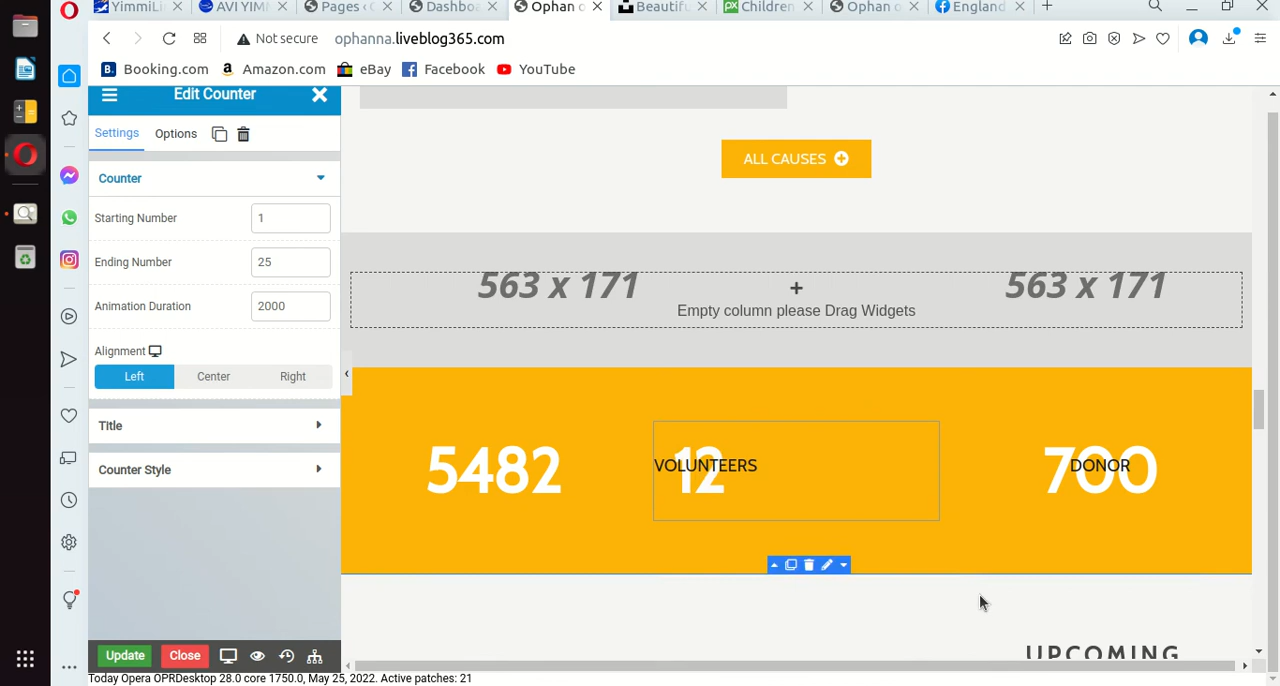 YimmiLi
AVI YIMM
Pages ‹
Dashboa
Ophan o
Beautifu
Children
Ophan o
England
Not secure
ophanna.liveblog365.com
Booking.com
Amazon.com
eBay
Facebook
YouTube
Edit Counter
Settings
Options
Counter
Starting Number
1
Ending Number
25
Animation Duration
2000
Alignment
Left
Center
Right
Title
Counter Style
Update
Close
ALL CAUSES
563 x 171
563 x 171
Empty column please Drag Widgets
5482
12
VOLUNTEERS
700
DONOR
UPCOMING
Today Opera OPRDesktop 28.0 core 1750.0, May 25, 2022. Active patches: 21